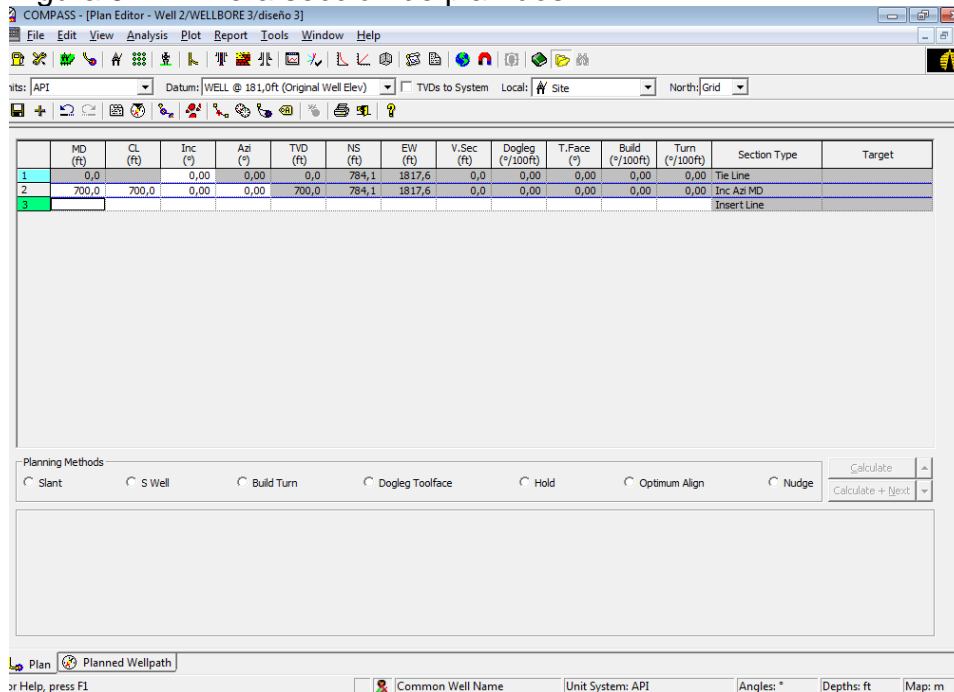 COMPASS - [Plan Editor - Well 2/WELLBORE 3/diseño 3]
File Edit View Analysis Plot Report Tools Window Help
nits: API Datum: WELL @ 181,0ft (Original Well Elev) TVDs to System Local: Site North: Grid
MD (ft) CL (ft) Inc (°) Azi (°) TVD (ft) NS (ft) EW (ft) V.Sec (ft) Dogleg (°/100ft) T.Face (°) Build (°/100ft) Turn (°/100ft) Section Type Target
1 0,0 0,00 0,00 0,0 784,1 1817,6 0,0 0,00 0,00 0,00 0,00 Tie Line
2 700,0 700,0 0,00 0,00 700,0 784,1 1817,6 0,0 0,00 0,00 0,00 0,00 Inc Azi MD
3 Insert Line
Planning Methods
Slant S Well Build Turn Dogleg Toolface Hold Optimum Align Nudge
Calculate
Calculate + Next
Plan Planned Wellpath
or Help, press F1 Common Well Name Unit System: API Angles: ° Depths: ft Map: m